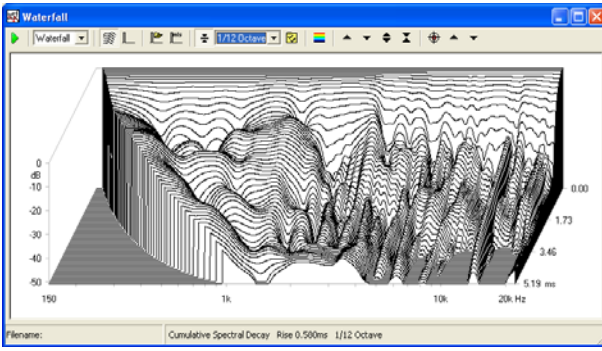 Waterfall
Waterfall 1/12 Octave
0
dB
-10
-20
-30
-40
-50
0.00
1.73
3.46
5.19 ms
150 1k 10k 20k Hz
Filename: Cumulative Spectral Decay Rise 0.580ms 1/12 Octave